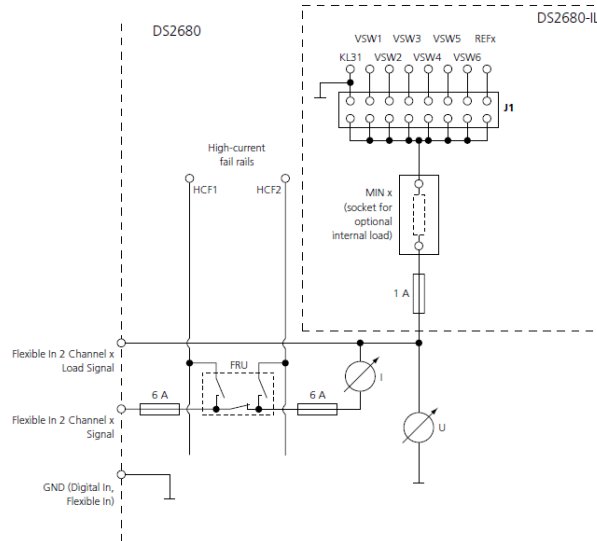 DS2680
DS2680-IL
VSW1 VSW3 VSW5 REFx
KL31 VSW2 VSW4 VSW6
J1
High-current
fail rails
HCF1
HCF2
MIN x
(socket for
optional
internal load)
1 A
Flexible In 2 Channel x
Load Signal
FRU
I
6 A
6 A
Flexible In 2 Channel x
Signal
U
GND (Digital In,
Flexible In)